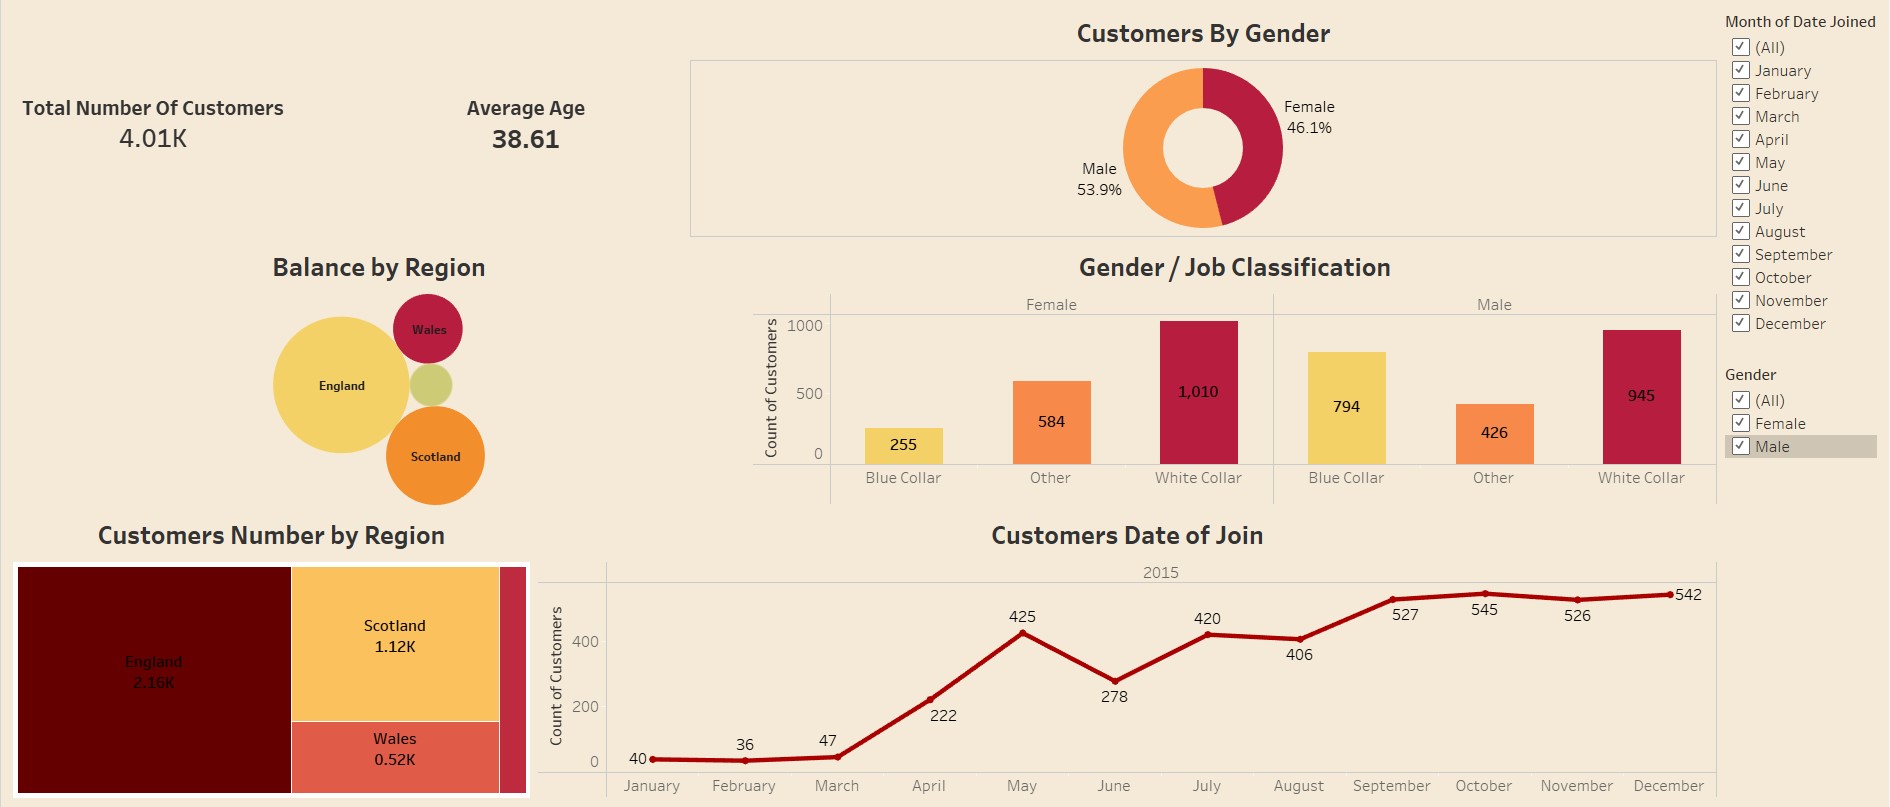 Customers By Gender
Total Number Of Customers
4.01K
Average Age
38.61
Female
46.1%
Male
53.9%
Month of Date Joined
(All)
January
February
March
April
May
June
July
August
September
October
November
December
Gender
(All)
Female
Male
Balance by Region
Wales
England
Scotland
Gender / Job Classification
Female
Male
Count of Customers
1000
500
0
255
584
1,010
794
426
945
Blue Collar
Other
White Collar
Blue Collar
Other
White Collar
Customers Number by Region
England
2.16K
Scotland
1.12K
Wales
0.52K
Customers Date of Join
2015
Count of Customers
400
200
0
40
36
47
222
425
278
420
406
527
545
526
542
January
February
March
April
May
June
July
August
September
October
November
December